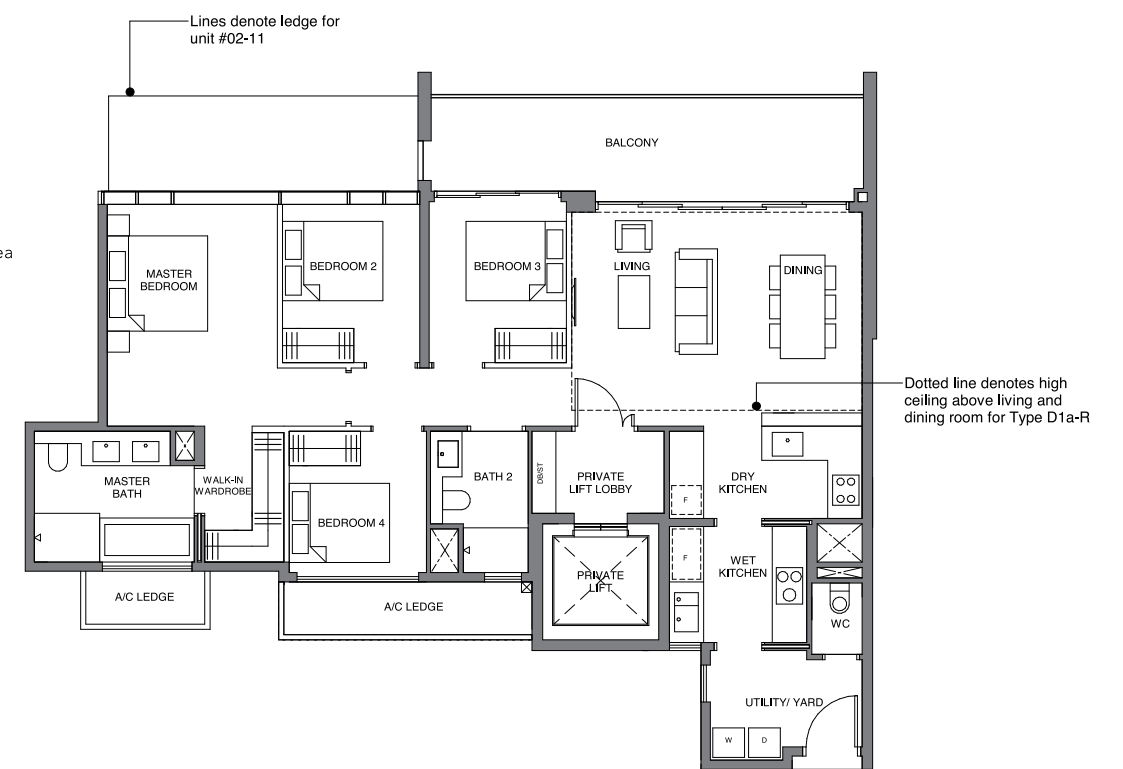 Lines denote ledge for
unit #02-11
BALCONY
ea
MASTER
BEDROOM
BEDROOM 2
BEDROOM 3
LIVING
DINING
Dotted line denotes high
ceiling above living and
dining room for Type D1a-R
MASTER
BATH
WALK-IN
WARDROBE
BEDROOM 4
BATH 2
DB/ST
PRIVATE
LIFT LOBBY
DRY
KITCHEN
F
F
WET
KITCHEN
PRIVATE
LIFT
A/C LEDGE
A/C LEDGE
WC
UTILITY/ YARD
W
D